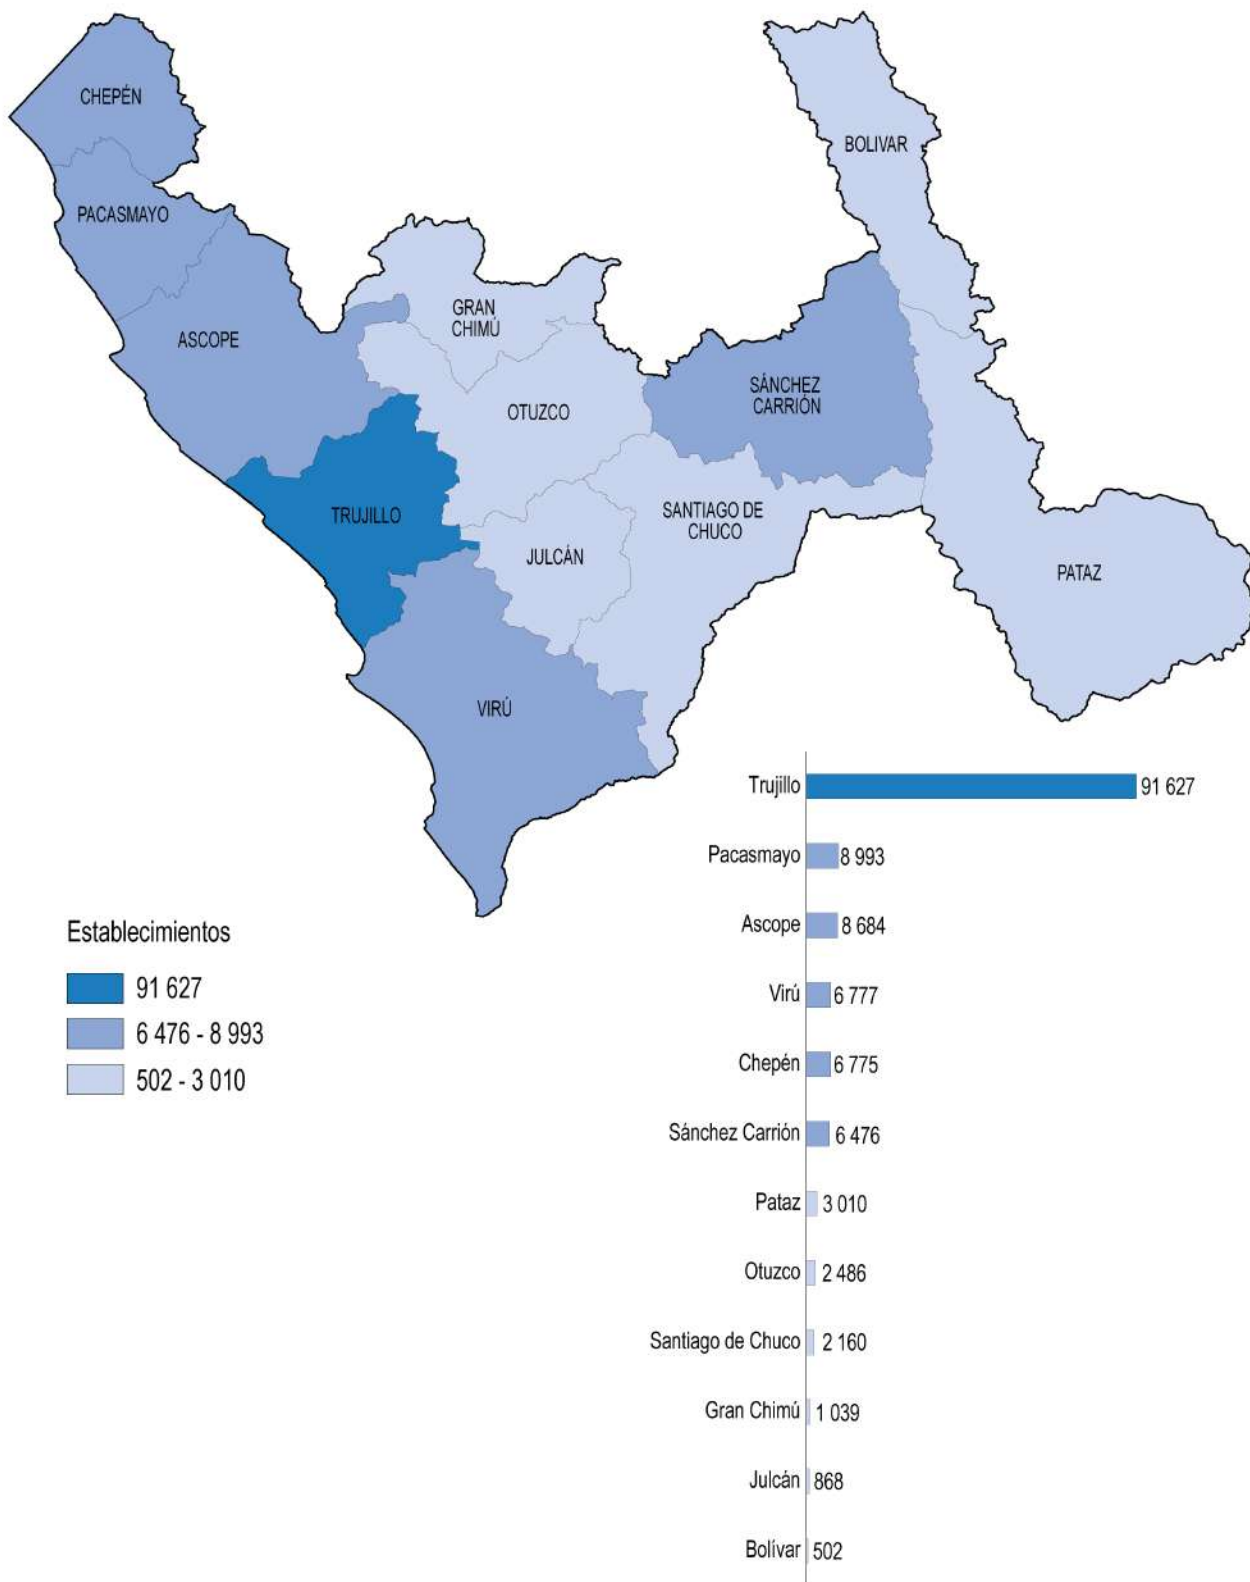 CHEPÉN
BOLIVAR
PACASMAYO
GRAN
CHIMÚ
ASCOPE
SÁNCHEZ
CARRIÓN
OTUZCO
TRUJILLO
SANTIAGO DE
CHUCO
JULCÁN
PATAZ
VIRÚ
Establecimientos
91 627
6 476 - 8 993
502 - 3 010
Trujillo 91 627
Pacasmayo 8 993
Ascope 8 684
Virú 6 777
Chepén 6 775
Sánchez Carrión 6 476
Pataz 3 010
Otuzco 2 486
Santiago de Chuco 2 160
Gran Chimú 1 039
Julcán 868
Bolívar 502